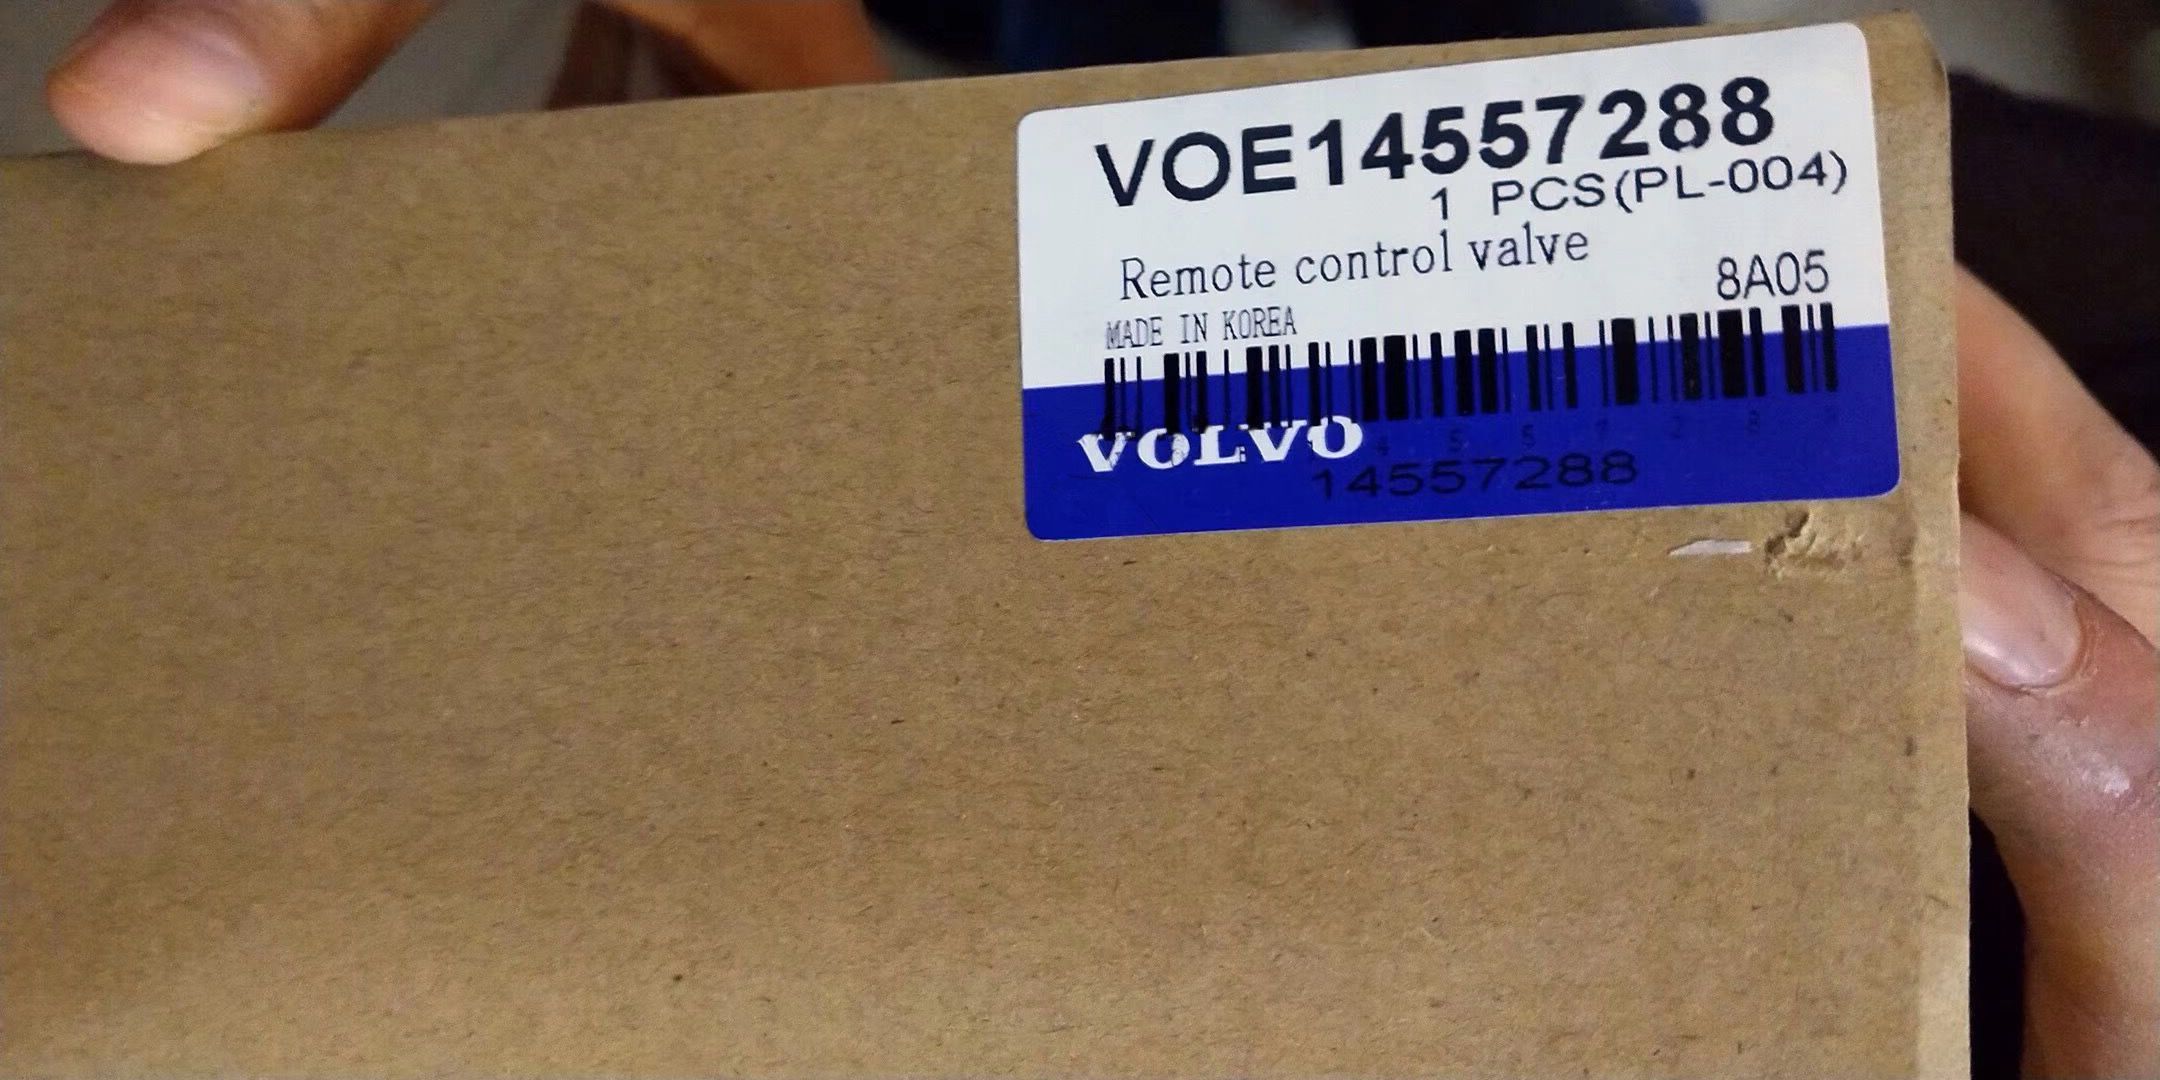 VOE14557288
1 PCS(PL-004)
Remote control valve
8A05
MADE IN KOREA
VOLVO
14557288